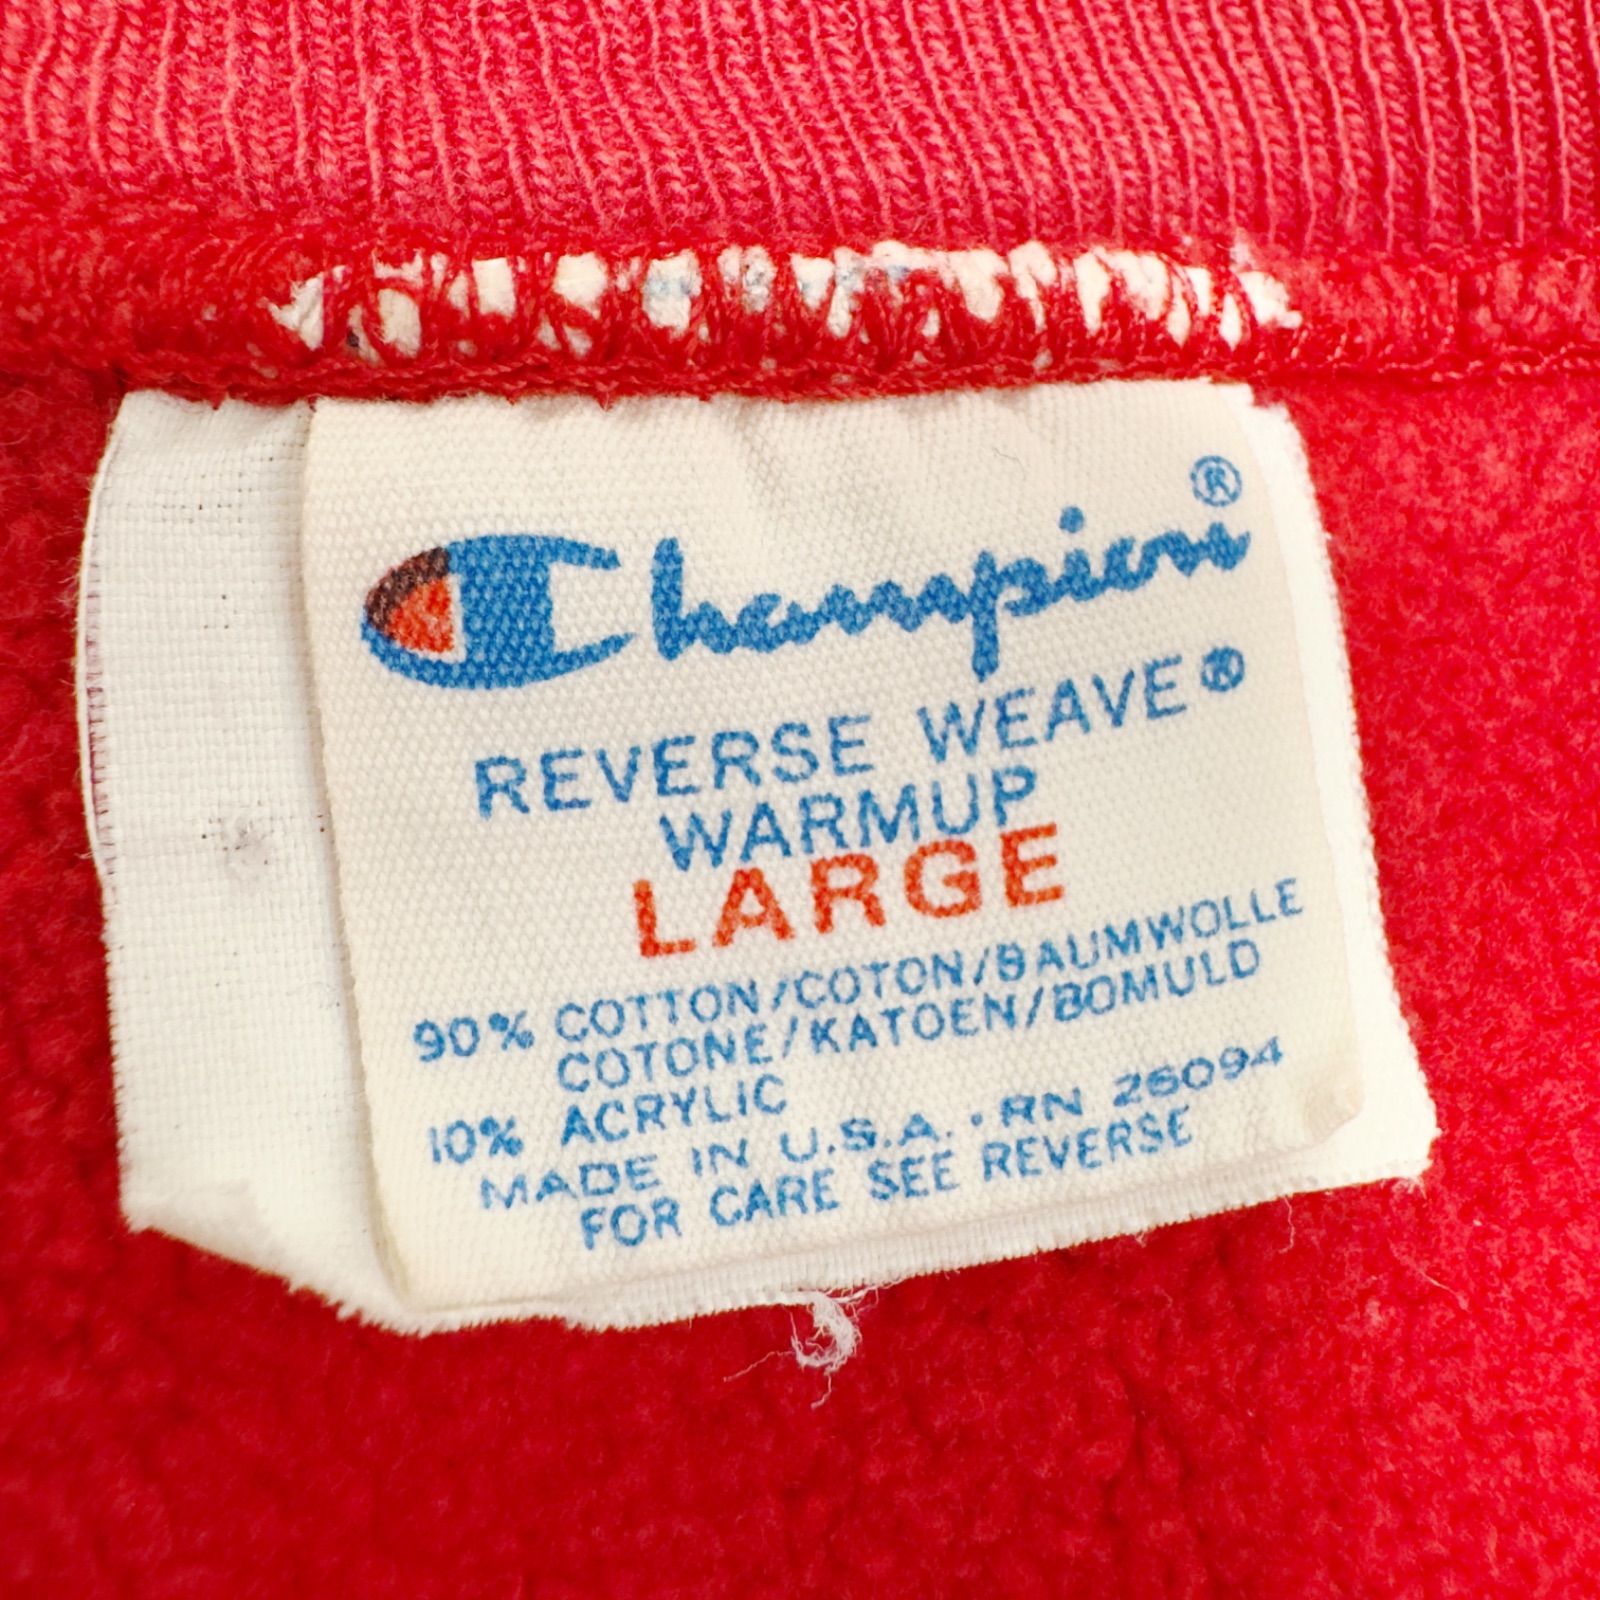 Champion®
REVERSE WEAVE®
WARMUP
LARGE
90% COTTON/COTON/BAUMWOLLE
COTONE/KATOEN/BOMULD
10% ACRYLIC
MADE IN U.S.A. • RN 26094
FOR CARE SEE REVERSE